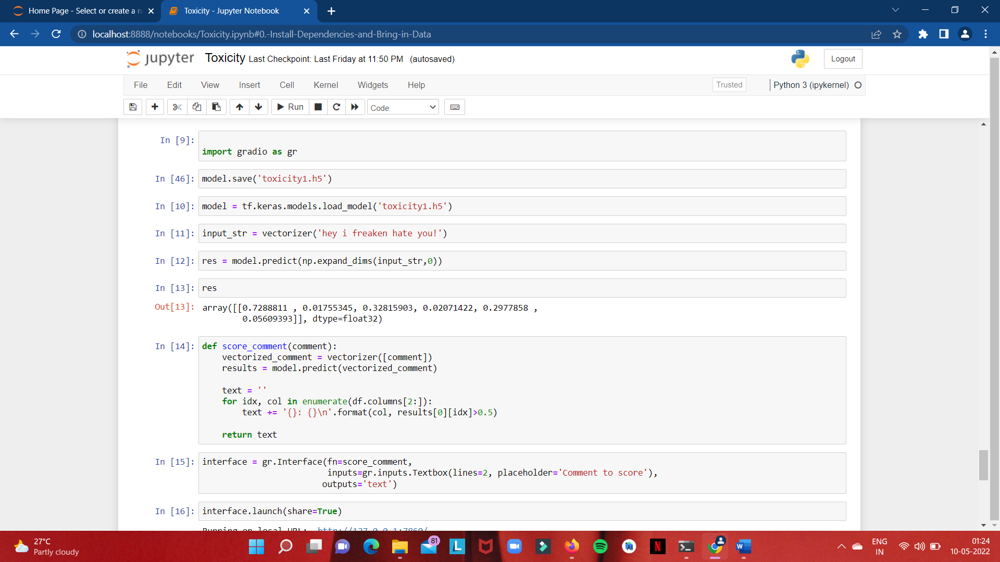 Home Page - Select or create a n
Toxicity - Jupyter Notebook
localhost:8888/notebooks/Toxicity.ipynb#0.-Install-Dependencies-and-Bring-in-Data
jupyter Toxicity Last Checkpoint: Last Friday at 11:50 PM (autosaved)
Logout
File Edit View Insert Cell Kernel Widgets Help
Trusted
Python 3 (ipykernel)
Run
Code
In [9]:
import gradio as gr
In [46]: model.save('toxicity1.h5')
In [10]: model = tf.keras.models.load_model('toxicity1.h5')
In [11]: input_str = vectorizer('hey i freaken hate you!')
In [12]: res = model.predict(np.expand_dims(input_str,0))
In [13]: res
Out[13]: array([[0.7288811 , 0.01755345, 0.32815903, 0.02071422, 0.2977858 ,
0.05609393]], dtype=float32)
In [14]: def score_comment(comment):
vectorized_comment = vectorizer([comment])
results = model.predict(vectorized_comment)
text = ''
for idx, col in enumerate(df.columns[2:]):
text += '{}: {}\n'.format(col, results[0][idx]>0.5)
return text
In [15]: interface = gr.Interface(fn=score_comment,
inputs=gr.inputs.Textbox(lines=2, placeholder='Comment to score'),
outputs='text')
In [16]: interface.launch(share=True)
Running on local URL: http://127.0.0.1:7860/
27°C
Partly cloudy
81
L
N
W
ENG
IN
01:24
10-05-2022